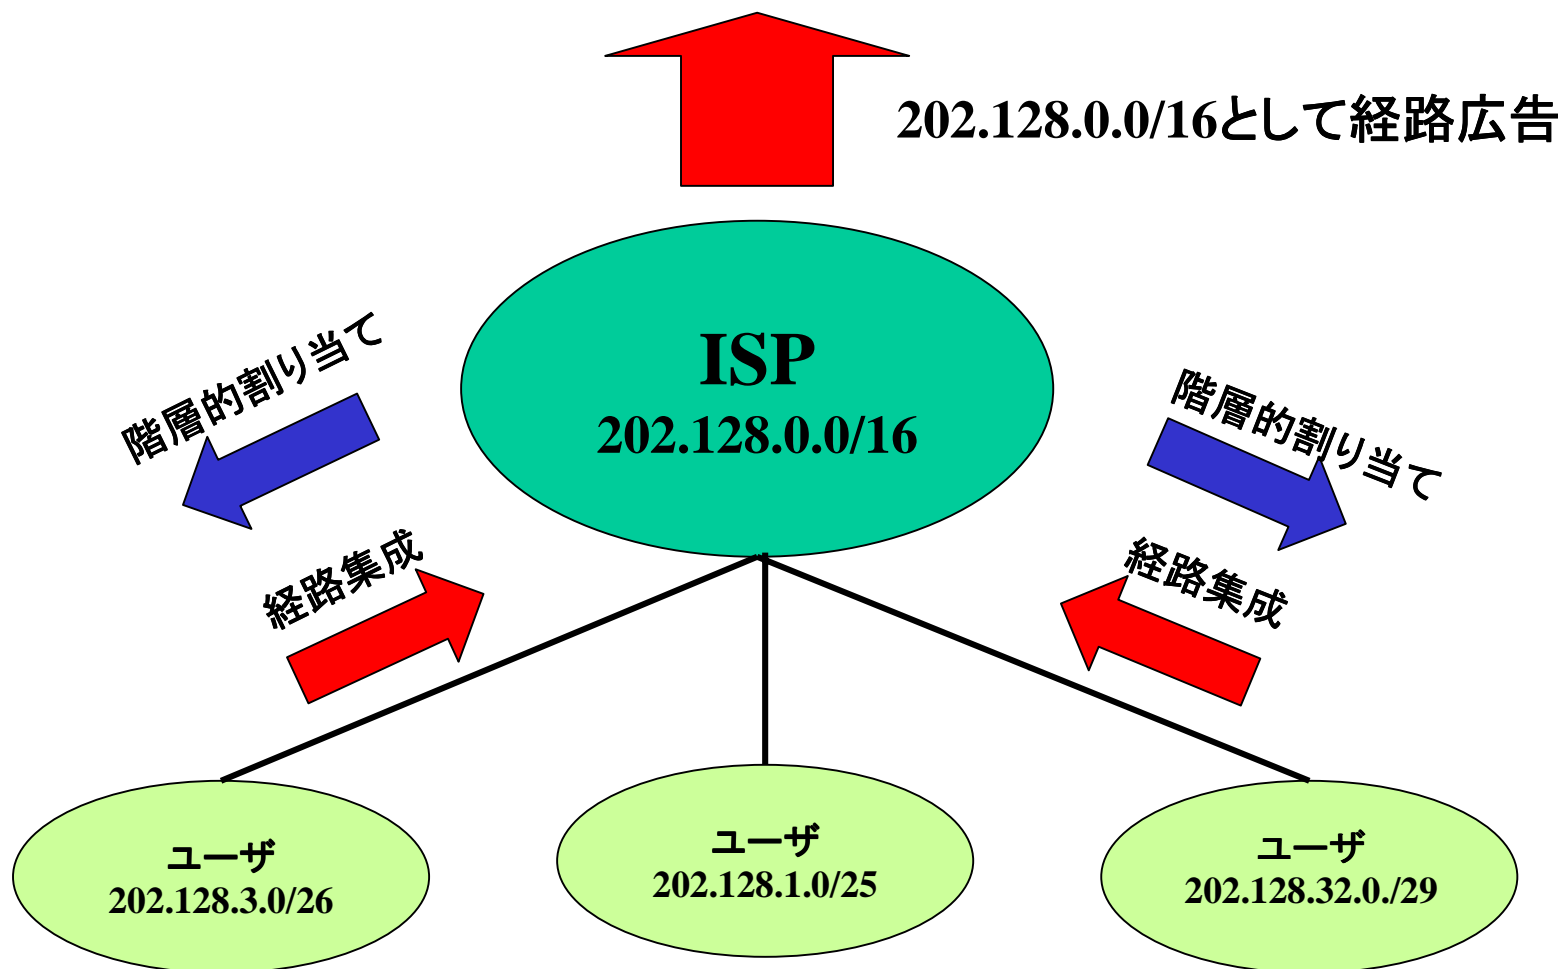 202.128.0.0/16として経路広告
ISP
202.128.0.0/16
階層的割り当て
階層的割り当て
経路集成
経路集成
ユーザ
202.128.3.0/26
ユーザ
202.128.1.0/25
ユーザ
202.128.32.0./29